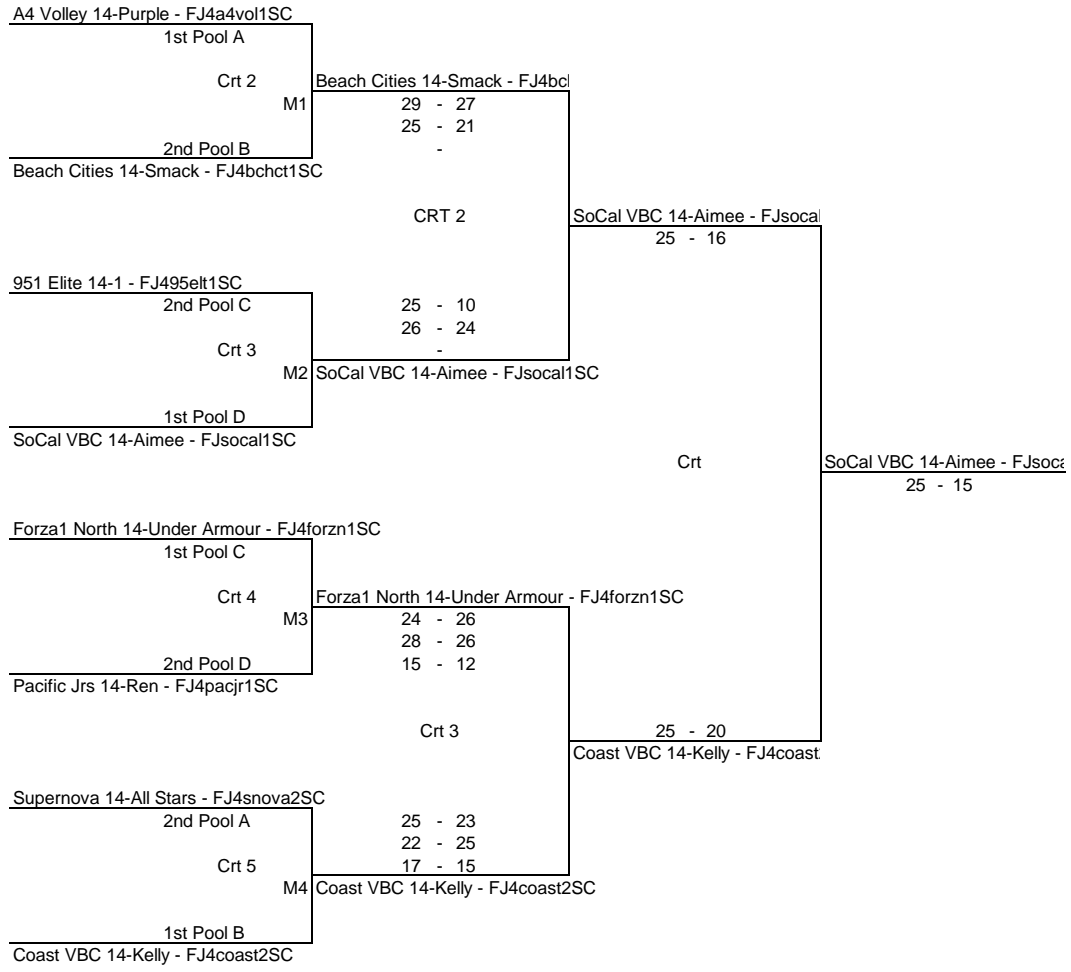 A4 Volley 14-Purple - FJ4a4vol1SC
1st Pool A
Crt 2
Beach Cities 14-Smack - FJ4bc
M1
29 - 27
25 - 21
-
2nd Pool B
Beach Cities 14-Smack - FJ4bchct1SC
CRT 2
SoCal VBC 14-Aimee - FJsocal
25 - 16
951 Elite 14-1 - FJ495elt1SC
2nd Pool C
25 - 10
26 - 24
Crt 3
-
M2
SoCal VBC 14-Aimee - FJsocal1SC
1st Pool D
SoCal VBC 14-Aimee - FJsocal1SC
Crt
SoCal VBC 14-Aimee - FJsoca
25 - 15
Forza1 North 14-Under Armour - FJ4forzn1SC
1st Pool C
Crt 4
Forza1 North 14-Under Armour - FJ4forzn1SC
M3
24 - 26
28 - 26
2nd Pool D
15 - 12
Pacific Jrs 14-Ren - FJ4pacjr1SC
Crt 3
25 - 20
Coast VBC 14-Kelly - FJ4coast
Supernova 14-All Stars - FJ4snova2SC
2nd Pool A
25 - 23
22 - 25
Crt 5
17 - 15
M4
Coast VBC 14-Kelly - FJ4coast2SC
1st Pool B
Coast VBC 14-Kelly - FJ4coast2SC